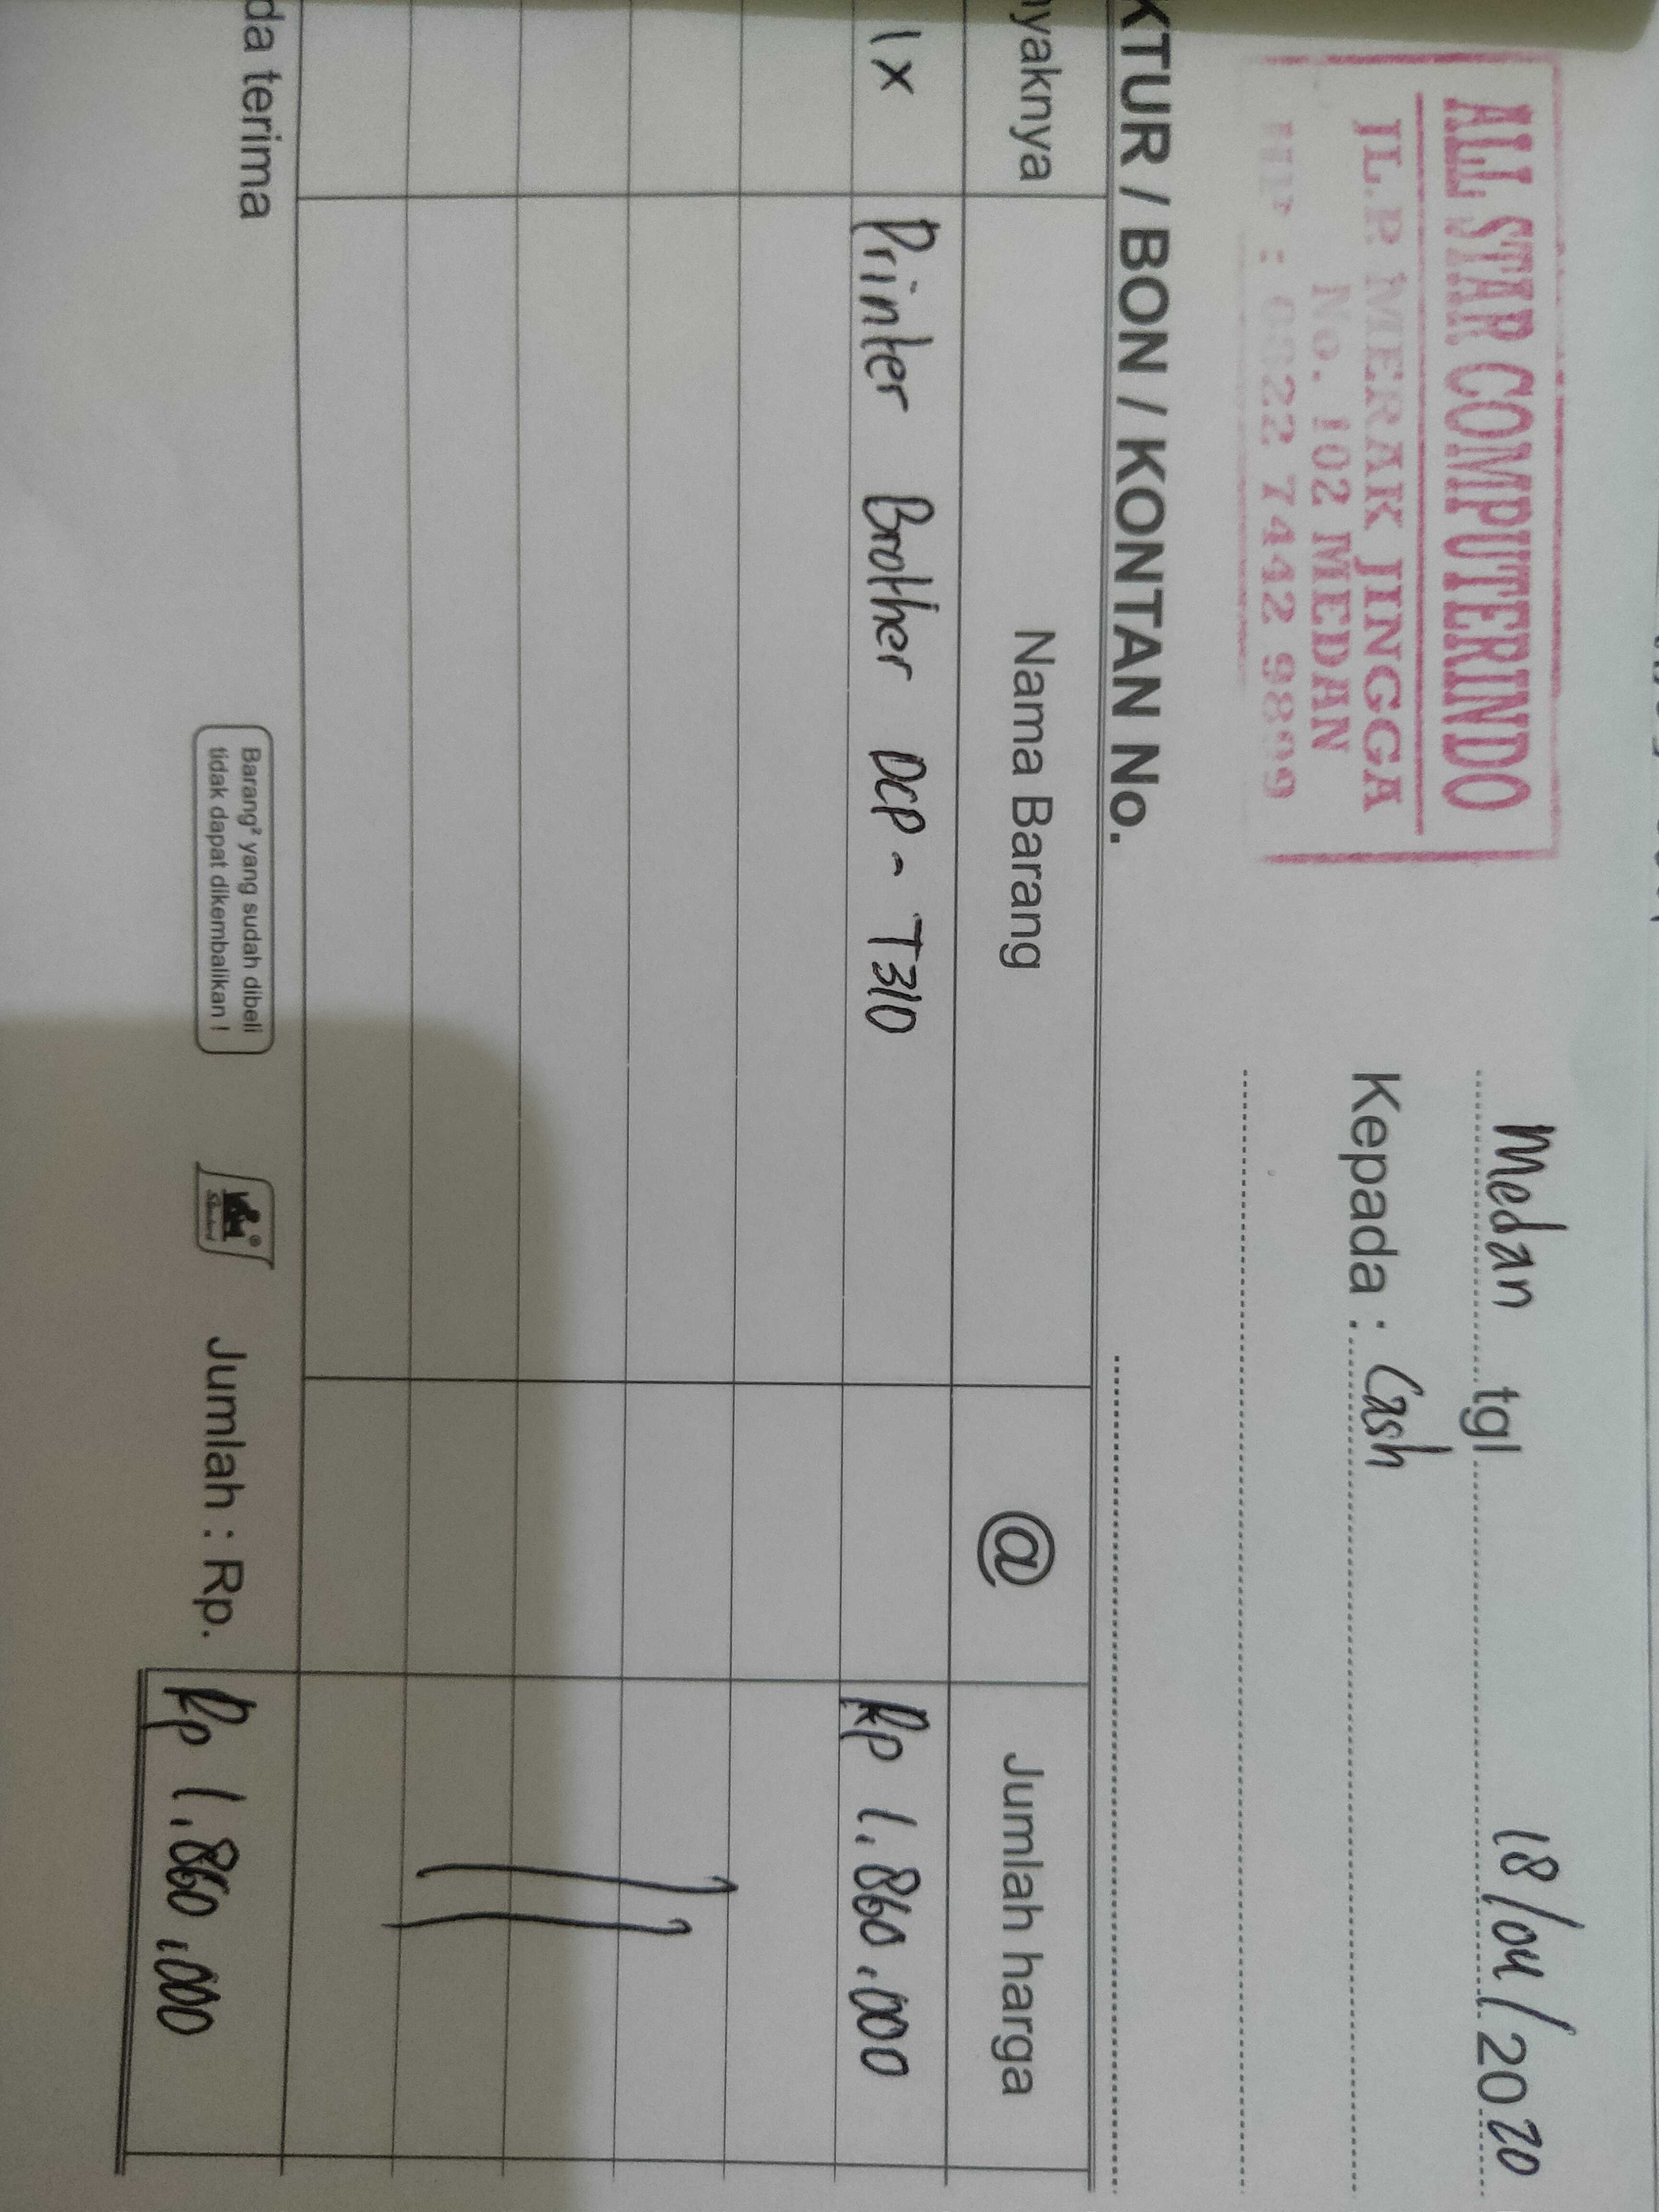 ALL STAR COMPUTERINDO
JL. P. MERAK JINGGA
No. 102 MEDAN
HP : 0822 7442 9899
Medan tgl 18/04/2020
Kepada : Cash
KTUR / BON / KONTAN No.
nyaknya Nama Barang @ Jumlah harga
1x Printer Brother DCP - T310 Rp 1.860.000
da terima
Barang² yang sudah dibeli
tidak dapat dikembalikan !
Jumlah : Rp. Rp 1.860.000